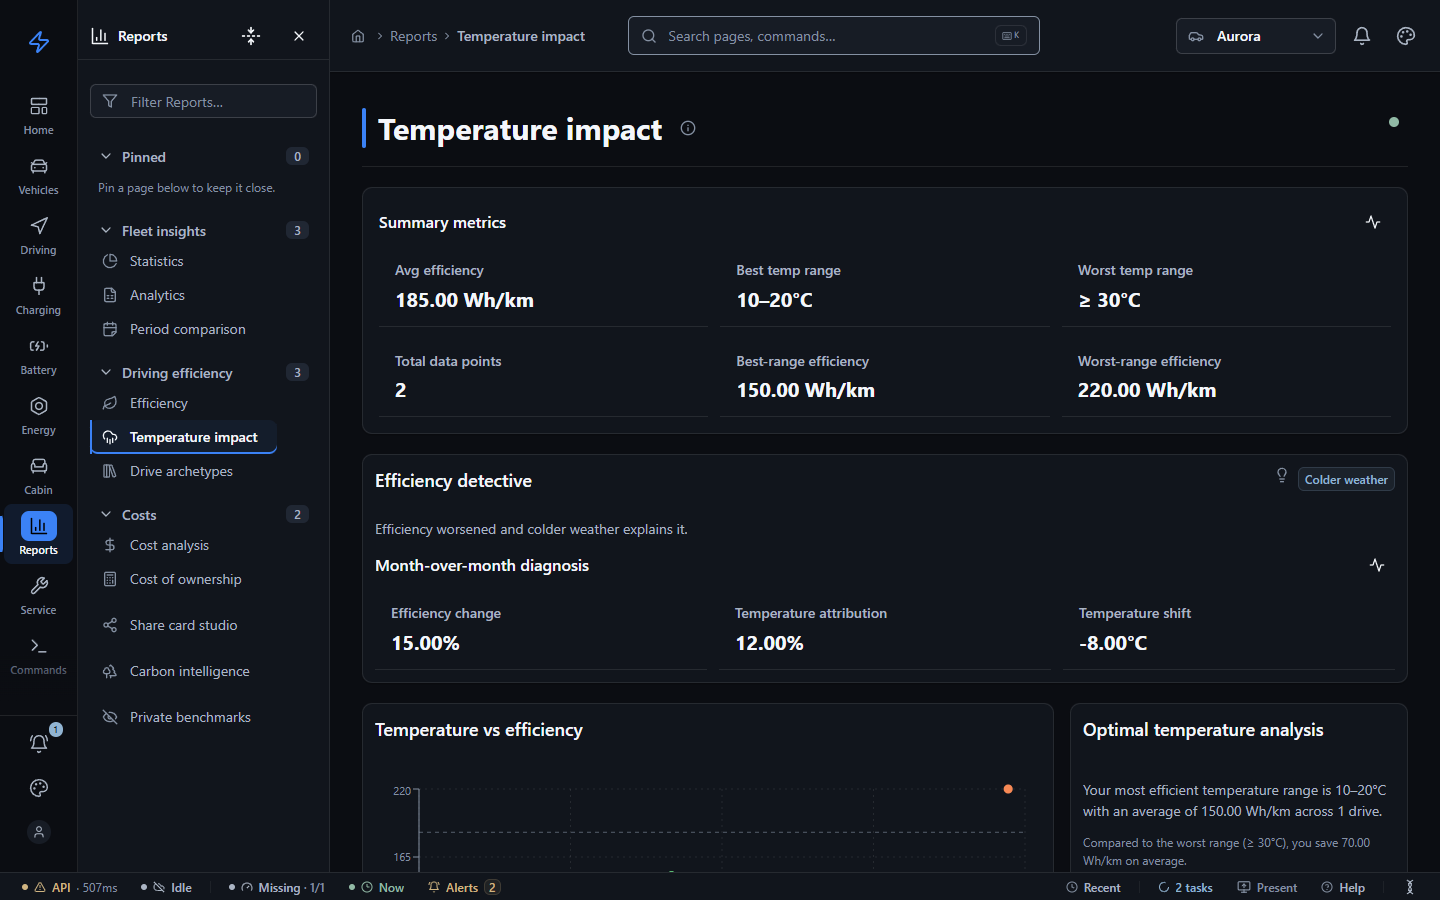 Reports
Reports
Temperature impact
Search pages, commands...
K
Aurora
Home
Vehicles
Driving
Charging
Battery
Energy
Cabin
Reports
Service
Commands
1
Filter Reports...
Pinned
0
Pin a page below to keep it close.
Fleet insights
3
Statistics
Analytics
Period comparison
Driving efficiency
3
Efficiency
Temperature impact
Drive archetypes
Costs
2
Cost analysis
Cost of ownership
Share card studio
Carbon intelligence
Private benchmarks
Temperature impact
Summary metrics
Avg efficiency
185.00 Wh/km
Best temp range
10–20°C
Worst temp range
≥ 30°C
Total data points
2
Best-range efficiency
150.00 Wh/km
Worst-range efficiency
220.00 Wh/km
Efficiency detective
Colder weather
Efficiency worsened and colder weather explains it.
Month-over-month diagnosis
Efficiency change
15.00%
Temperature attribution
12.00%
Temperature shift
-8.00°C
Temperature vs efficiency
220
165
Optimal temperature analysis
Your most efficient temperature range is 10–20°C
with an average of 150.00 Wh/km across 1 drive.
Compared to the worst range (≥ 30°C), you save 70.00
Wh/km on average.
API · 507ms
Idle
Missing · 1/1
Now
Alerts 2
Recent
2 tasks
Present
Help